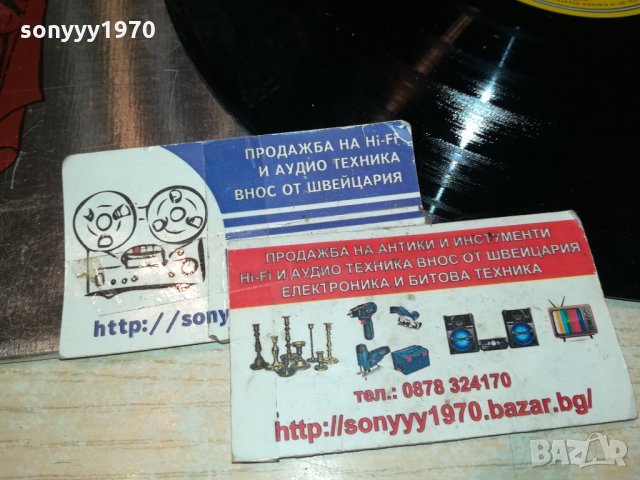 sonyyy1970
ПРОДАЖБА НА Hi-Fi
И АУДИО ТЕХНИКА
ВНОС ОТ ШВЕЙЦАРИЯ
http://sony
ПРОДАЖБА НА АНТИКИ И ИНСТУМЕНТИ
Hi-Fi И АУДИО ТЕХНИКА ВНОС ОТ ШВЕЙЦАРИЯ
ЕЛЕКТРОНИКА И БИТОВА ТЕХНИКА
тел.: 0878 324170
http://sonyyy1970.bazar.bg/
BAZAR